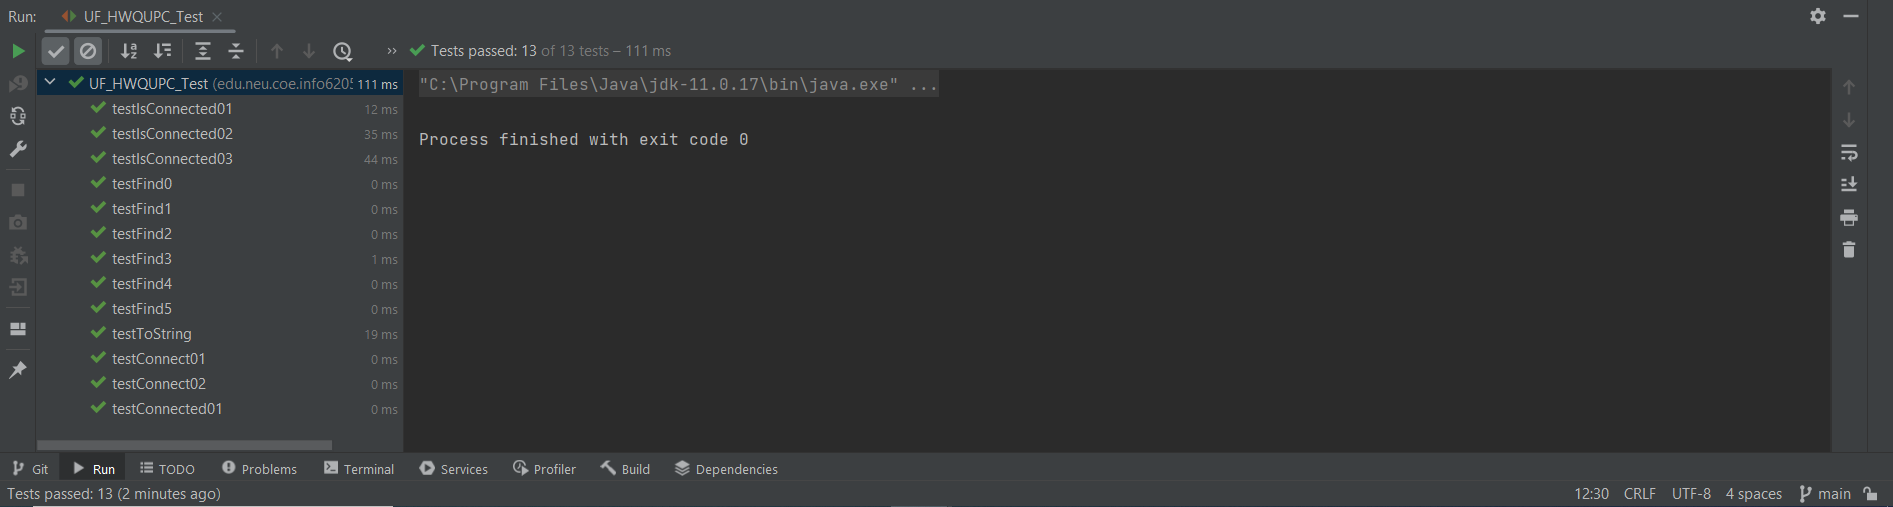 Run: UF_HWQUPC_Test
Tests passed: 13 of 13 tests – 111 ms
UF_HWQUPC_Test (edu.neu.coe.info6205 111 ms
testIsConnected01 12 ms
testIsConnected02 35 ms
testIsConnected03 44 ms
testFind0 0 ms
testFind1 0 ms
testFind2 0 ms
testFind3 1 ms
testFind4 0 ms
testFind5 0 ms
testToString 19 ms
testConnect01 0 ms
testConnect02 0 ms
testConnected01 0 ms
"C:\Program Files\Java\jdk-11.0.17\bin\java.exe" ...
Process finished with exit code 0
Git Run TODO Problems Terminal Services Profiler Build Dependencies
Tests passed: 13 (2 minutes ago) 12:30 CRLF UTF-8 4 spaces main